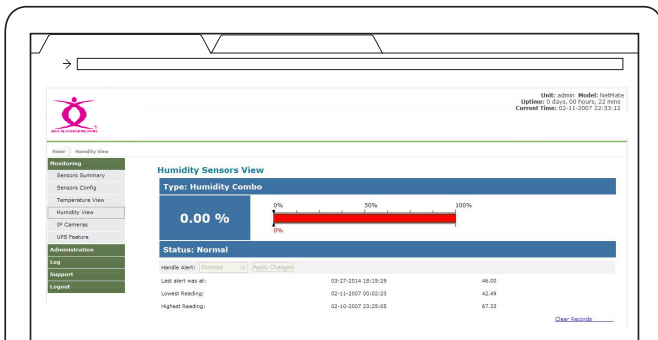 Unit: admin Model: NetMate
Uptime: 0 days, 00 hours, 22 mins
Current Time: 02-11-2007 22:33:12
Home Humidity View
Monitoring
Sensors Summary
Sensors Config
Temperature View
Humidity View
IP Cameras
UPS Feature
Administration
Log
Support
Logout
Humidity Sensors View
Type: Humidity Combo
0.00 %
0% 50% 100%
0%
Status: Normal
Handle Alert: Dismiss Apply Changes
Last alert was at: 03-27-2014 18:15:29 46.00
Lowest Reading: 02-11-2007 00:02:23 42.49
Highest Reading: 02-10-2007 23:25:08 67.33
Clear Records